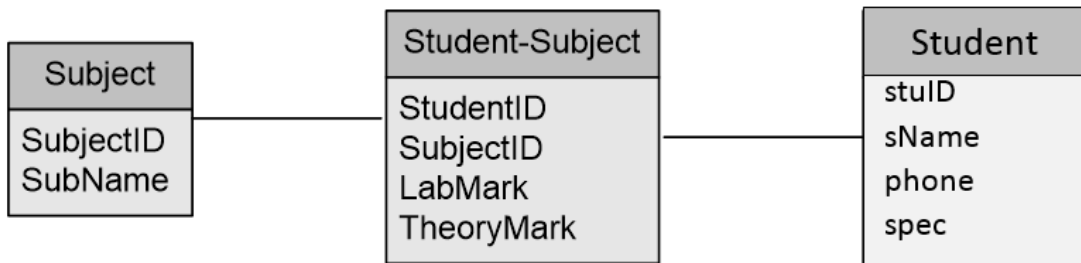 Subject
SubjectID
SubName
Student-Subject
StudentID
SubjectID
LabMark
TheoryMark
Student
stuID
sName
phone
spec